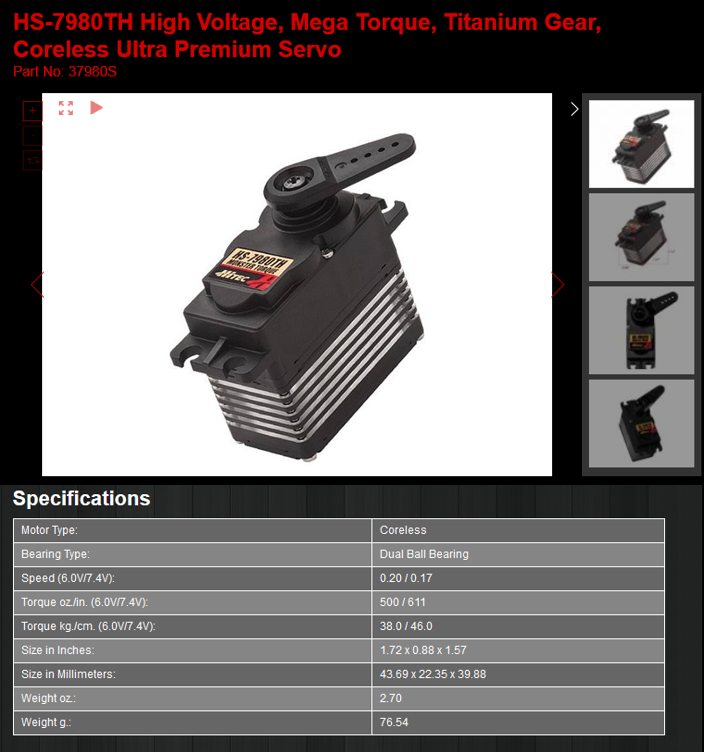 HS-7980TH High Voltage, Mega Torque, Titanium Gear,
Coreless Ultra Premium Servo
Part No: 37980S
HS-7980TH
MONSTER TORQUE
HiTEC
Specifications
Motor Type: Coreless
Bearing Type: Dual Ball Bearing
Speed (6.0V/7.4V): 0.20 / 0.17
Torque oz./in. (6.0V/7.4V): 500 / 611
Torque kg./cm. (6.0V/7.4V): 38.0 / 46.0
Size in Inches: 1.72 x 0.88 x 1.57
Size in Millimeters: 43.69 x 22.35 x 39.88
Weight oz.: 2.70
Weight g.: 76.54